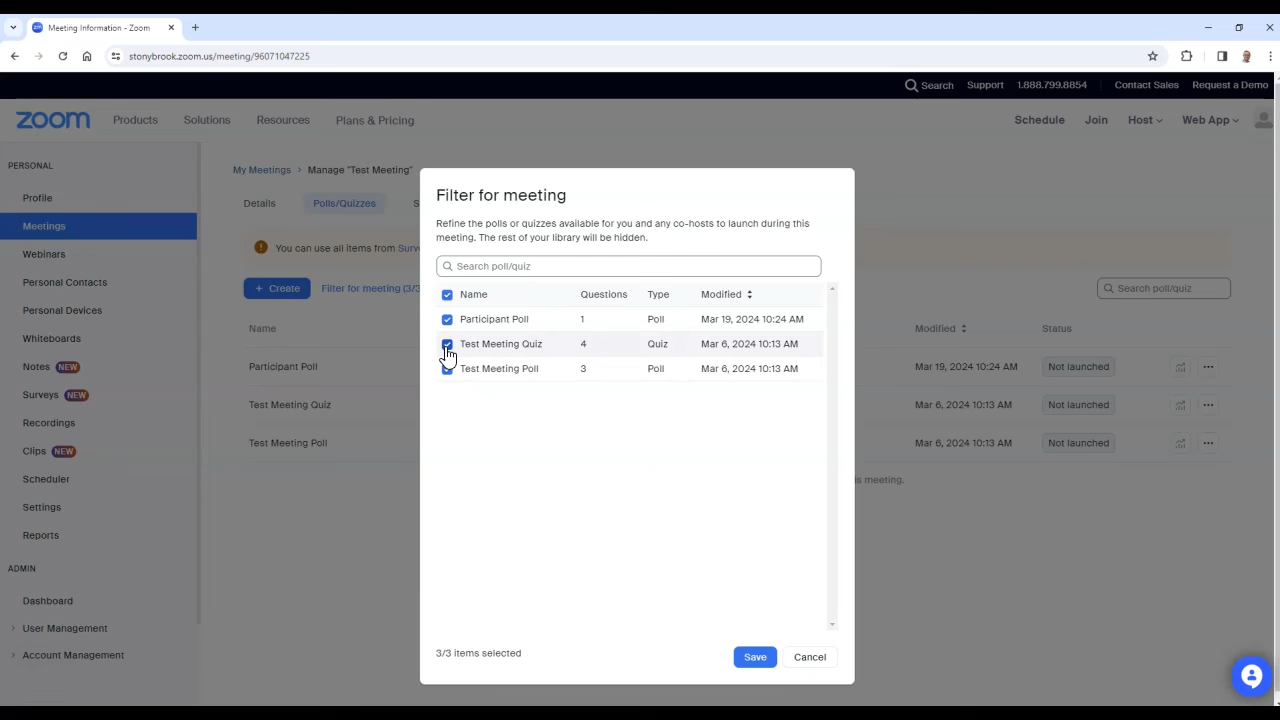 Meeting Information - Zoom
stonybrook.zoom.us/meeting/96071047225
Search Support 1.888.799.8854 Contact Sales Request a Demo
zoom Products Solutions Resources Plans & Pricing Schedule Join Host Web App
PERSONAL
Profile
Meetings
Webinars
Personal Contacts
Personal Devices
Whiteboards
Notes NEW
Surveys NEW
Recordings
Clips NEW
Scheduler
Settings
Reports
ADMIN
Dashboard
User Management
Account Management
My Meetings > Manage "Test Meeting"
Details Polls/Quizzes S
You can use all items from Surv
+ Create Filter for meeting (3/3 Search poll/quiz
Name Modified Status
Participant Poll Mar 19, 2024 10:24 AM Not launched
Test Meeting Quiz Mar 6, 2024 10:13 AM Not launched
Test Meeting Poll Mar 6, 2024 10:13 AM Not launched
is meeting.
Filter for meeting
Refine the polls or quizzes available for you and any co-hosts to launch during this
meeting. The rest of your library will be hidden.
Search poll/quiz
Name Questions Type Modified
Participant Poll 1 Poll Mar 19, 2024 10:24 AM
Test Meeting Quiz 4 Quiz Mar 6, 2024 10:13 AM
Test Meeting Poll 3 Poll Mar 6, 2024 10:13 AM
3/3 items selected
Save Cancel